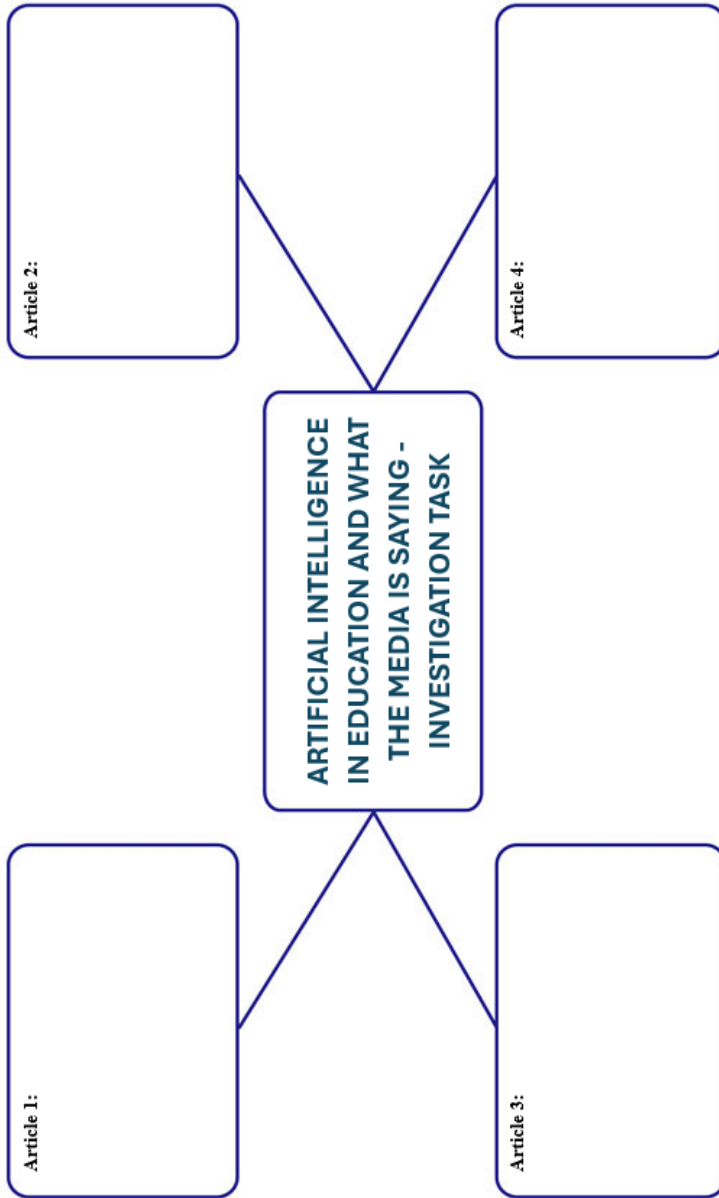 Article 1:
Article 2:
ARTIFICIAL INTELLIGENCE
IN EDUCATION AND WHAT
THE MEDIA IS SAYING -
INVESTIGATION TASK
Article 3:
Article 4: